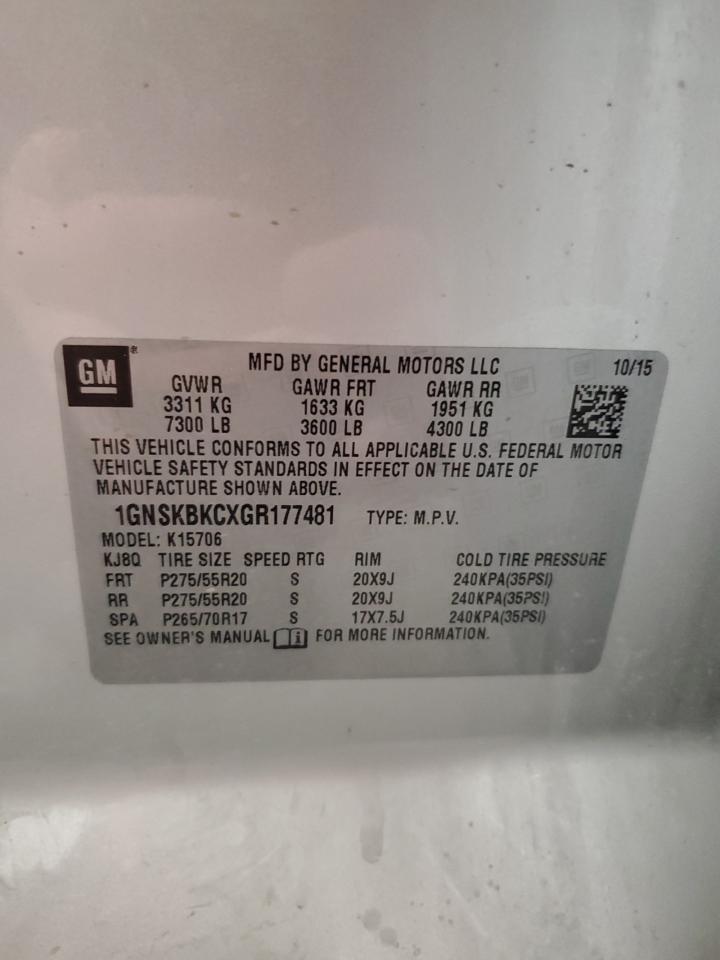 GM®
MFD BY GENERAL MOTORS LLC 10/15
GVWR GAWR FRT GAWR RR
3311 KG 1633 KG 1951 KG
7300 LB 3600 LB 4300 LB
THIS VEHICLE CONFORMS TO ALL APPLICABLE U.S. FEDERAL MOTOR
VEHICLE SAFETY STANDARDS IN EFFECT ON THE DATE OF
MANUFACTURE SHOWN ABOVE.
1GNSKBKCXGR177481 TYPE: M.P.V.
MODEL: K15706
KJ8Q TIRE SIZE SPEED RTG RIM COLD TIRE PRESSURE
FRT P275/55R20 S 20X9J 240KPA(35PSI)
RR P275/55R20 S 20X9J 240KPA(35PSI)
SPA P265/70R17 S 17X7.5J 240KPA(35PSI)
SEE OWNER'S MANUAL i FOR MORE INFORMATION.